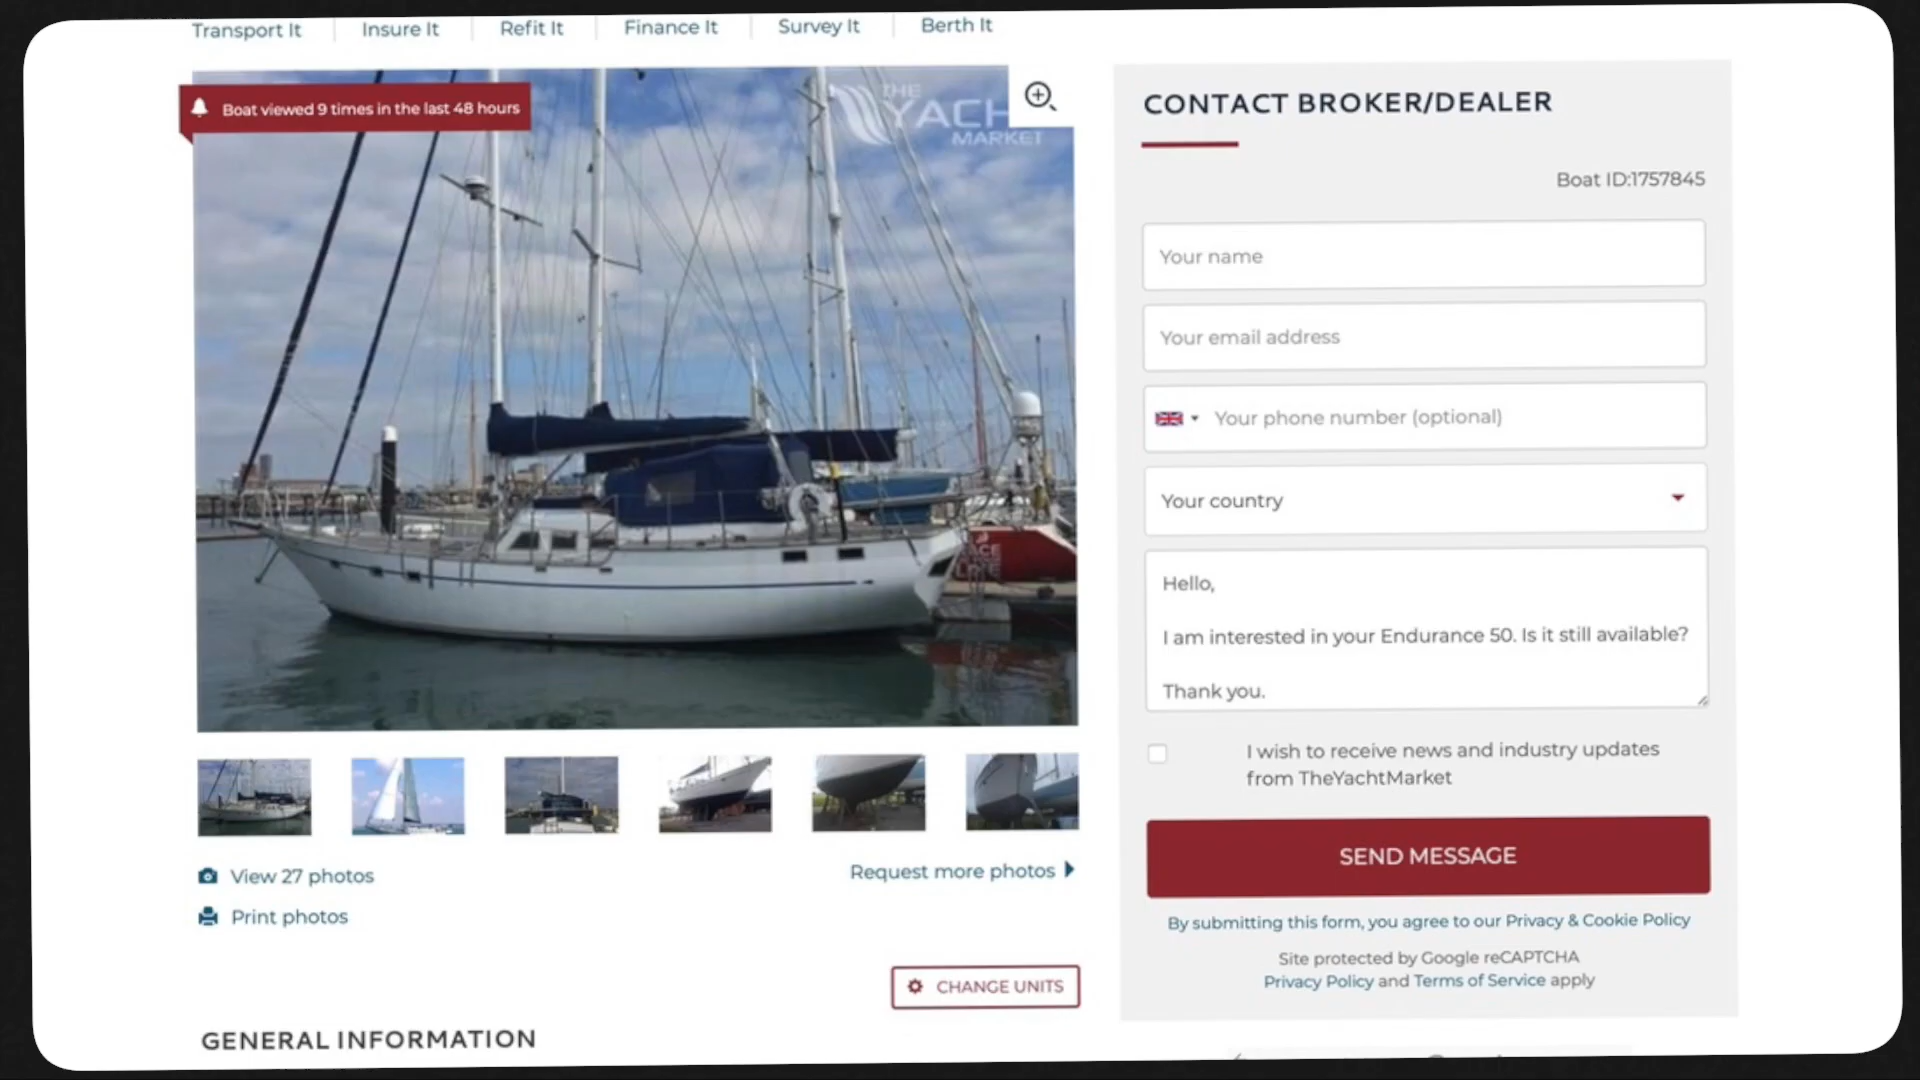 Transport It
Insure It
Refit It
Finance It
Survey It
Berth It
Boat viewed 9 times in the last 48 hours
THE
YACH
MARKET
CONTACT BROKER/DEALER
Boat ID:1757845
Your name
Your email address
Your phone number (optional)
Your country
Hello,
I am interested in your Endurance 50. Is it still available?
Thank you.
I wish to receive news and industry updates
from TheYachtMarket
SEND MESSAGE
By submitting this form, you agree to our Privacy & Cookie Policy
Site protected by Google reCAPTCHA
Privacy Policy and Terms of Service apply
View 27 photos
Request more photos
Print photos
CHANGE UNITS
GENERAL INFORMATION